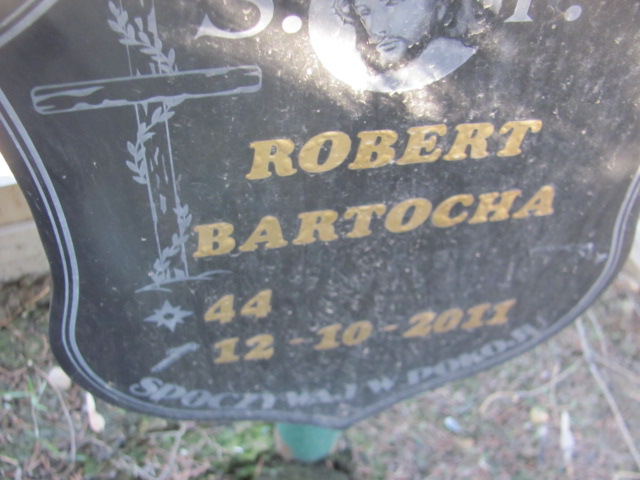 Ś. P.
ROBERT
BARTOCHA
44
12-10-2011
SPOCZYWAJ W POKOJU